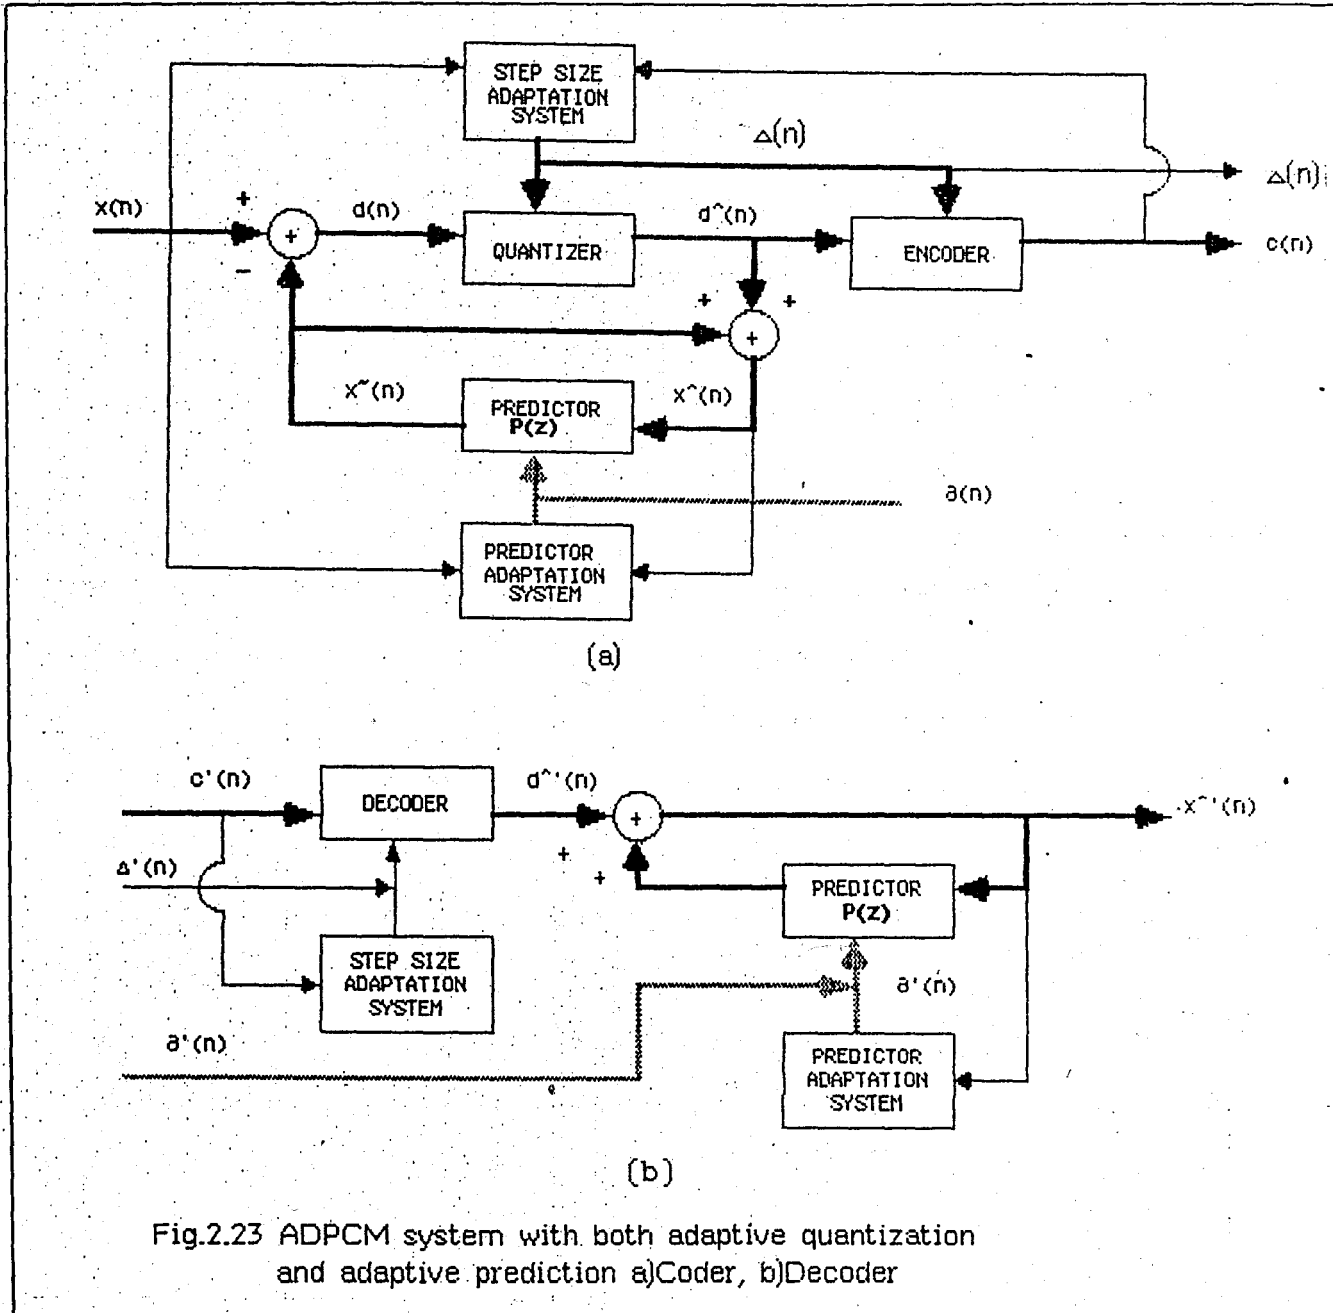 STEP SIZE
ADAPTATION
SYSTEM
Δ(n)
Δ(n)
x(n)
+
d(n)
d^(n)
c(n)
+
QUANTIZER
ENCODER
−
+
+
+
x~(n)
x^(n)
PREDICTOR
P(z)
a(n)
PREDICTOR
ADAPTATION
SYSTEM
(a)
c'(n)
d^'(n)
x^'(n)
DECODER
+
+
+
Δ'(n)
PREDICTOR
P(z)
STEP SIZE
ADAPTATION
SYSTEM
a'(n)
a'(n)
PREDICTOR
ADAPTATION
SYSTEM
(b)
Fig.2.23 ADPCM system with both adaptive quantization
and adaptive prediction a)Coder, b)Decoder